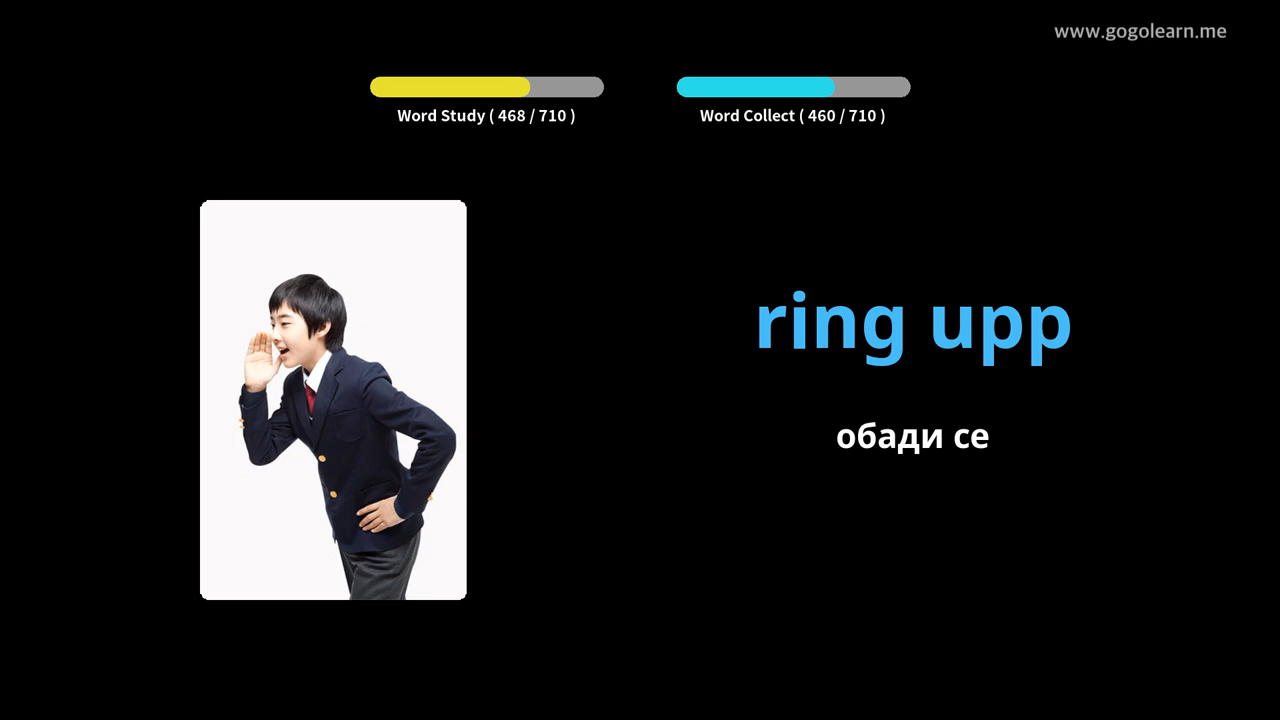 www.gogolearn.me
Word Study ( 468 / 710 )
Word Collect ( 460 / 710 )
ring upp
обади се